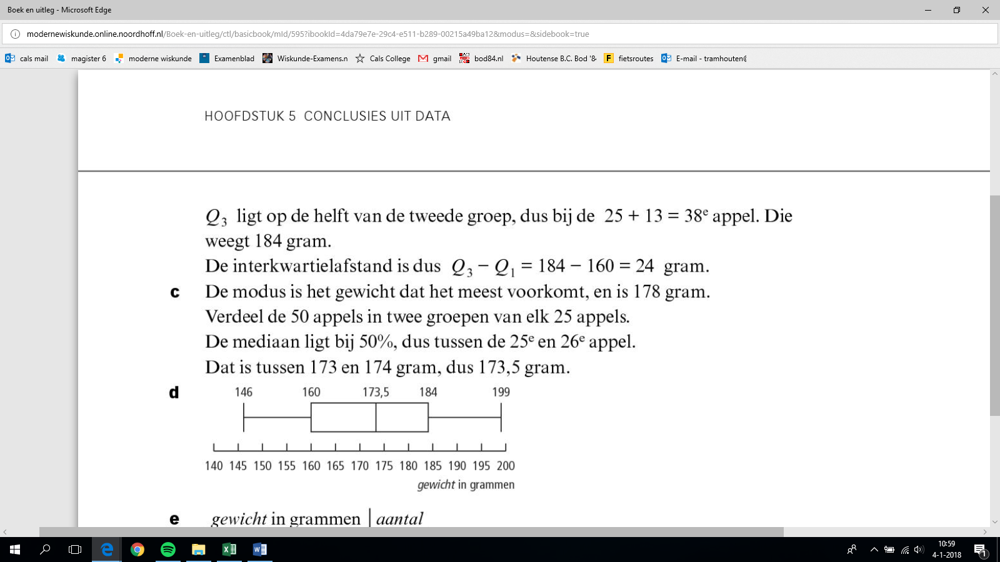 Boek en uitleg - Microsoft Edge
modernewiskunde.online.noordhoff.nl/Boek-en-uitleg/ctl/basicbook/mId/595?ibookId=4da79e7e-29c4-e511-b289-00215a49ba12&modus=&sidebook=true
cals mail magister 6 moderne wiskunde Examenblad Wiskunde-Examens.n Cals College gmail bod84.nl Houtense B.C. Bod '8 fietsroutes E-mail - tramhouten@
HOOFDSTUK 5 CONCLUSIES UIT DATA
Q₃ ligt op de helft van de tweede groep, dus bij de 25 + 13 = 38ᵉ appel. Die
weegt 184 gram.
De interkwartielafstand is dus Q₃ − Q₁ = 184 − 160 = 24 gram.
c De modus is het gewicht dat het meest voorkomt, en is 178 gram.
Verdeel de 50 appels in twee groepen van elk 25 appels.
De mediaan ligt bij 50%, dus tussen de 25ᵉ en 26ᵉ appel.
Dat is tussen 173 en 174 gram, dus 173,5 gram.
d 146 160 173,5 184 199
140 145 150 155 160 165 170 175 180 185 190 195 200
gewicht in grammen
e gewicht in grammen | aantal
10:59
4-1-2018
1